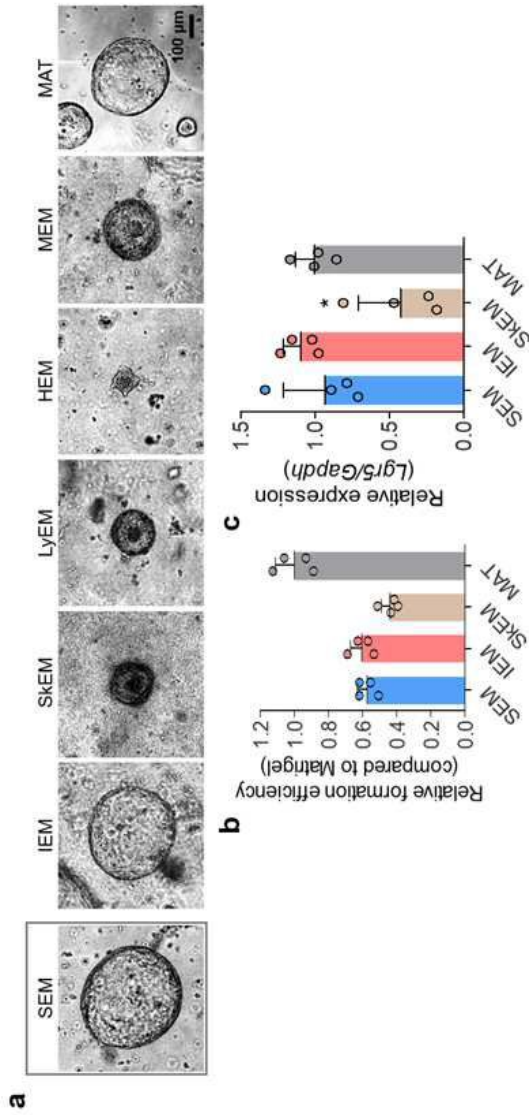 a
SEM IEM SkEM LyEM HEM MEM MAT
100 µm
b
Relative formation efficiency
(compared to Matrigel)
1.2
1.0
0.8
0.6
0.4
0.2
0.0
SEM IEM SkEM MAT
c
Relative expression
(Lgr5/Gapdh)
1.5
1.0
0.5
0.0
*
SEM IEM SkEM MAT